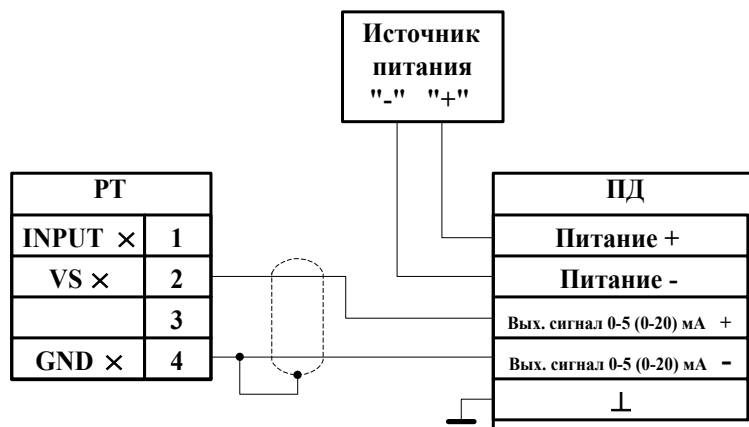 Источник
питания
"-" "+"
РТ
INPUT × 1
VS × 2
3
GND × 4
ПД
Питание +
Питание -
Вых. сигнал 0-5 (0-20) мА +
Вых. сигнал 0-5 (0-20) мА -
⊥